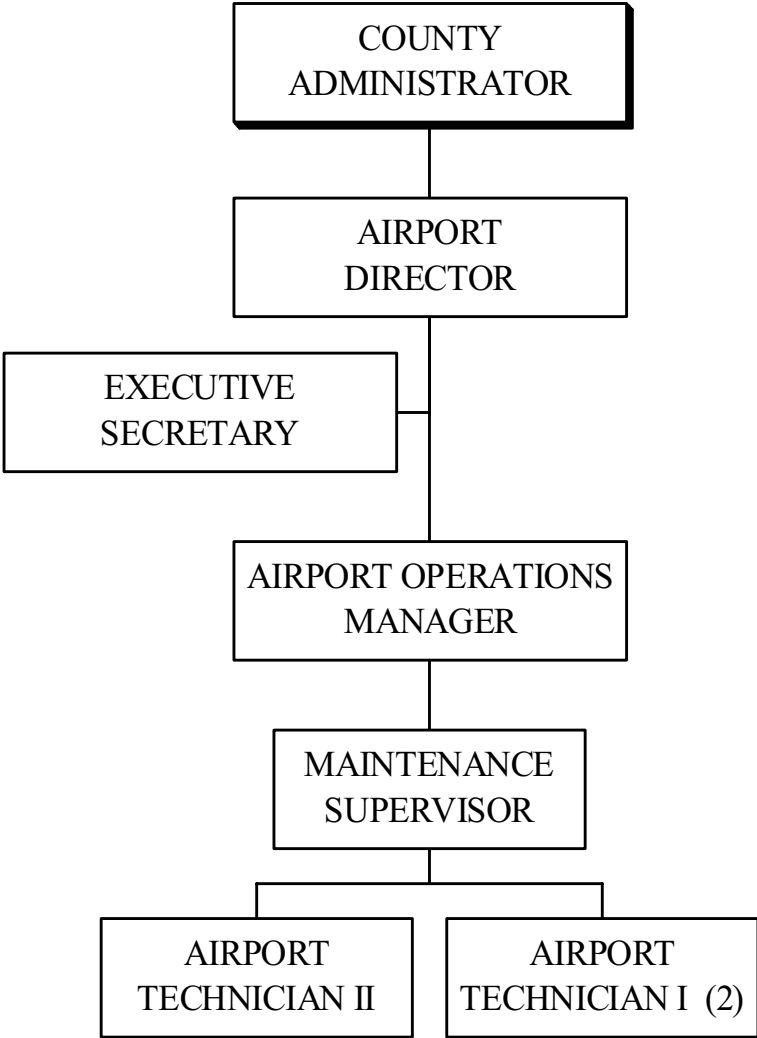 COUNTY
ADMINISTRATOR
AIRPORT
DIRECTOR
EXECUTIVE
SECRETARY
AIRPORT OPERATIONS
MANAGER
MAINTENANCE
SUPERVISOR
AIRPORT
TECHNICIAN II
AIRPORT
TECHNICIAN I (2)